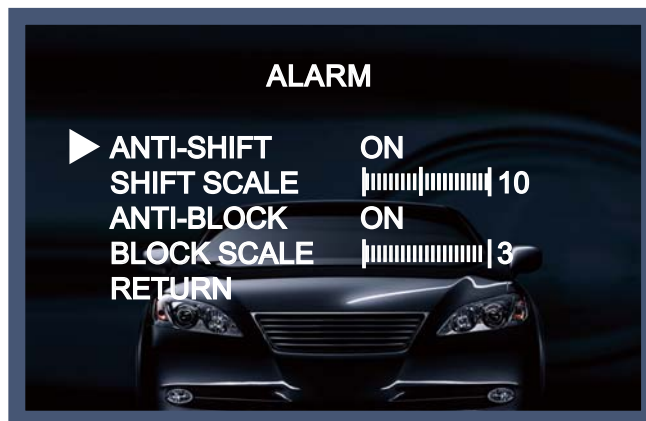 ALARM
ANTI-SHIFT ON
SHIFT SCALE 10
ANTI-BLOCK ON
BLOCK SCALE 3
RETURN